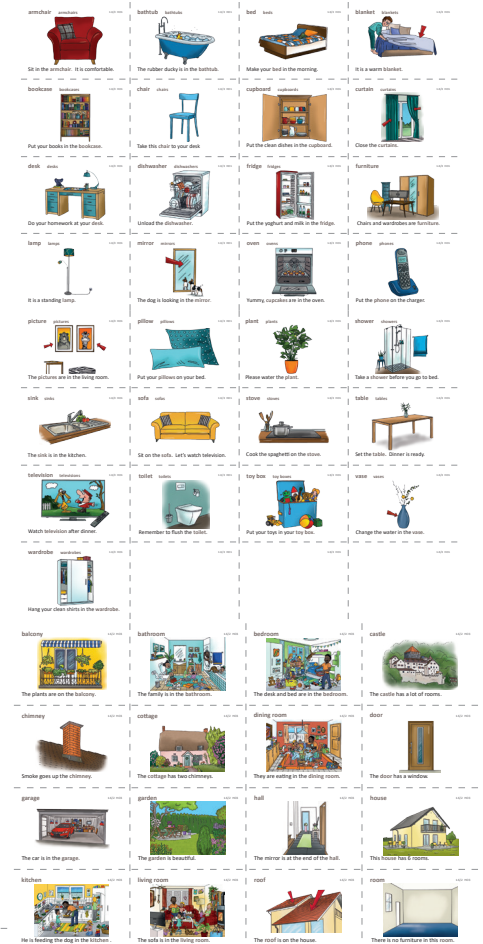 armchair armchairs
Sit in the armchair. It is comfortable.
bathtub bathtubs
The rubber ducky is in the bathtub.
bed beds
Make your bed in the morning.
blanket blankets
It is a warm blanket.
bookcase bookcases
Put your books in the bookcase.
chair chairs
Take this chair to your desk
cupboard cupboards
Put the clean dishes in the cupboard.
curtain curtains
Close the curtains.
desk desks
Do your homework at your desk.
dishwasher dishwashers
Unload the dishwasher.
fridge fridges
Put the yoghurt and milk in the fridge.
furniture
Chairs and wardrobes are furniture.
lamp lamps
It is a standing lamp.
mirror mirrors
The dog is looking in the mirror.
oven ovens
Yummy, cupcakes are in the oven.
phone phones
Put the phone on the charger.
picture pictures
The pictures are in the living room.
pillow pillows
Put your pillows on your bed.
plant plants
Please water the plant.
shower showers
Take a shower before you go to bed.
sink sinks
The sink is in the kitchen.
sofa sofas
Sit on the sofa. Let's watch television.
stove stoves
Cook the spaghetti on the stove.
table tables
Set the table. Dinner is ready.
television televisions
Watch television after dinner.
toilet toilets
Remember to flush the toilet.
toy box toy boxes
Put your toys in your toy box.
vase vases
Change the water in the vase.
wardrobe wardrobes
Hang your clean shirts in the wardrobe.
balcony
The plants are on the balcony.
bathroom
The family is in the bathroom.
bedroom
The desk and bed are in the bedroom.
castle
The castle has a lot of rooms.
chimney
Smoke goes up the chimney.
cottage
The cottage has two chimneys.
dining room
They are eating in the dining room.
door
The door has a window.
garage
The car is in the garage.
garden
The garden is beautiful.
hall
The mirror is at the end of the hall.
house
This house has 6 rooms.
kitchen
He is feeding the dog in the kitchen .
living room
The sofa is in the living room.
roof
The roof is on the house.
room
There is no furniture in this room.